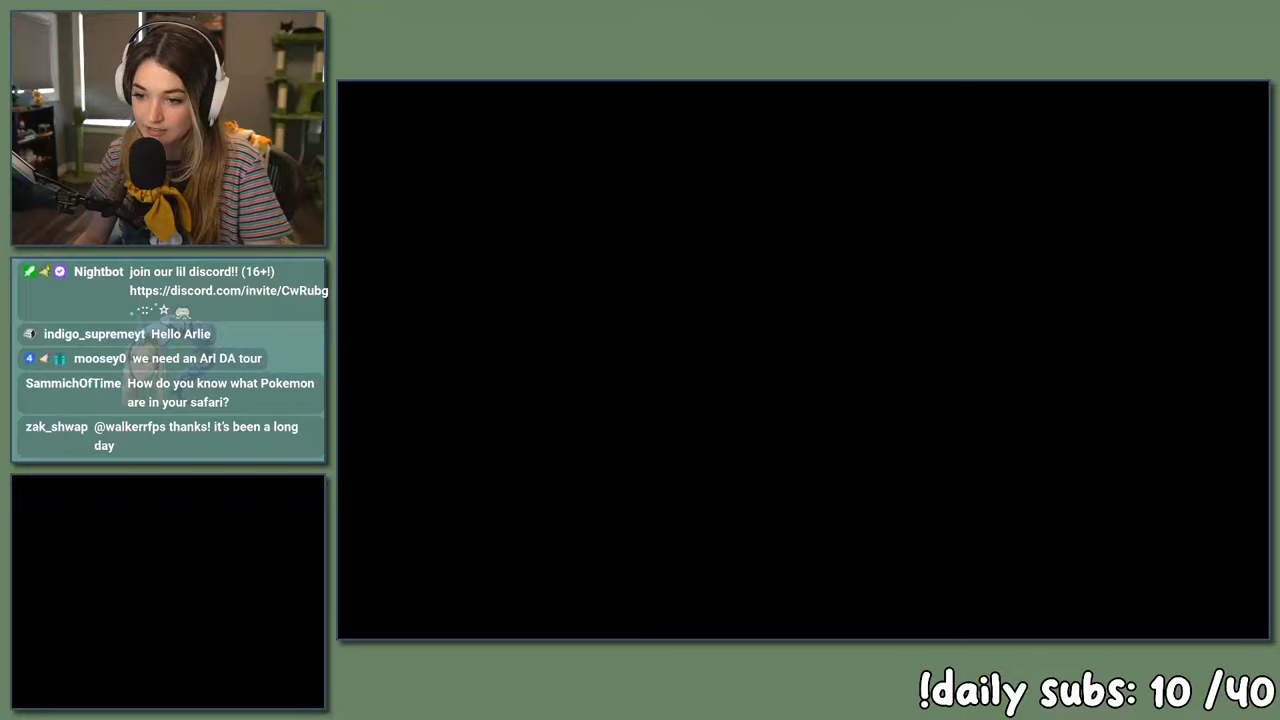 Nightbot join our lil discord!! (16+!)
https://discord.com/invite/CwRubg
indigo_supremeyt Hello Arlie
4 moosey0 we need an Arl DA tour
SammichOfTime How do you know what Pokemon
are in your safari?
zak_shwap @walkerrfps thanks! it's been a long
day
!daily subs: 10 /40